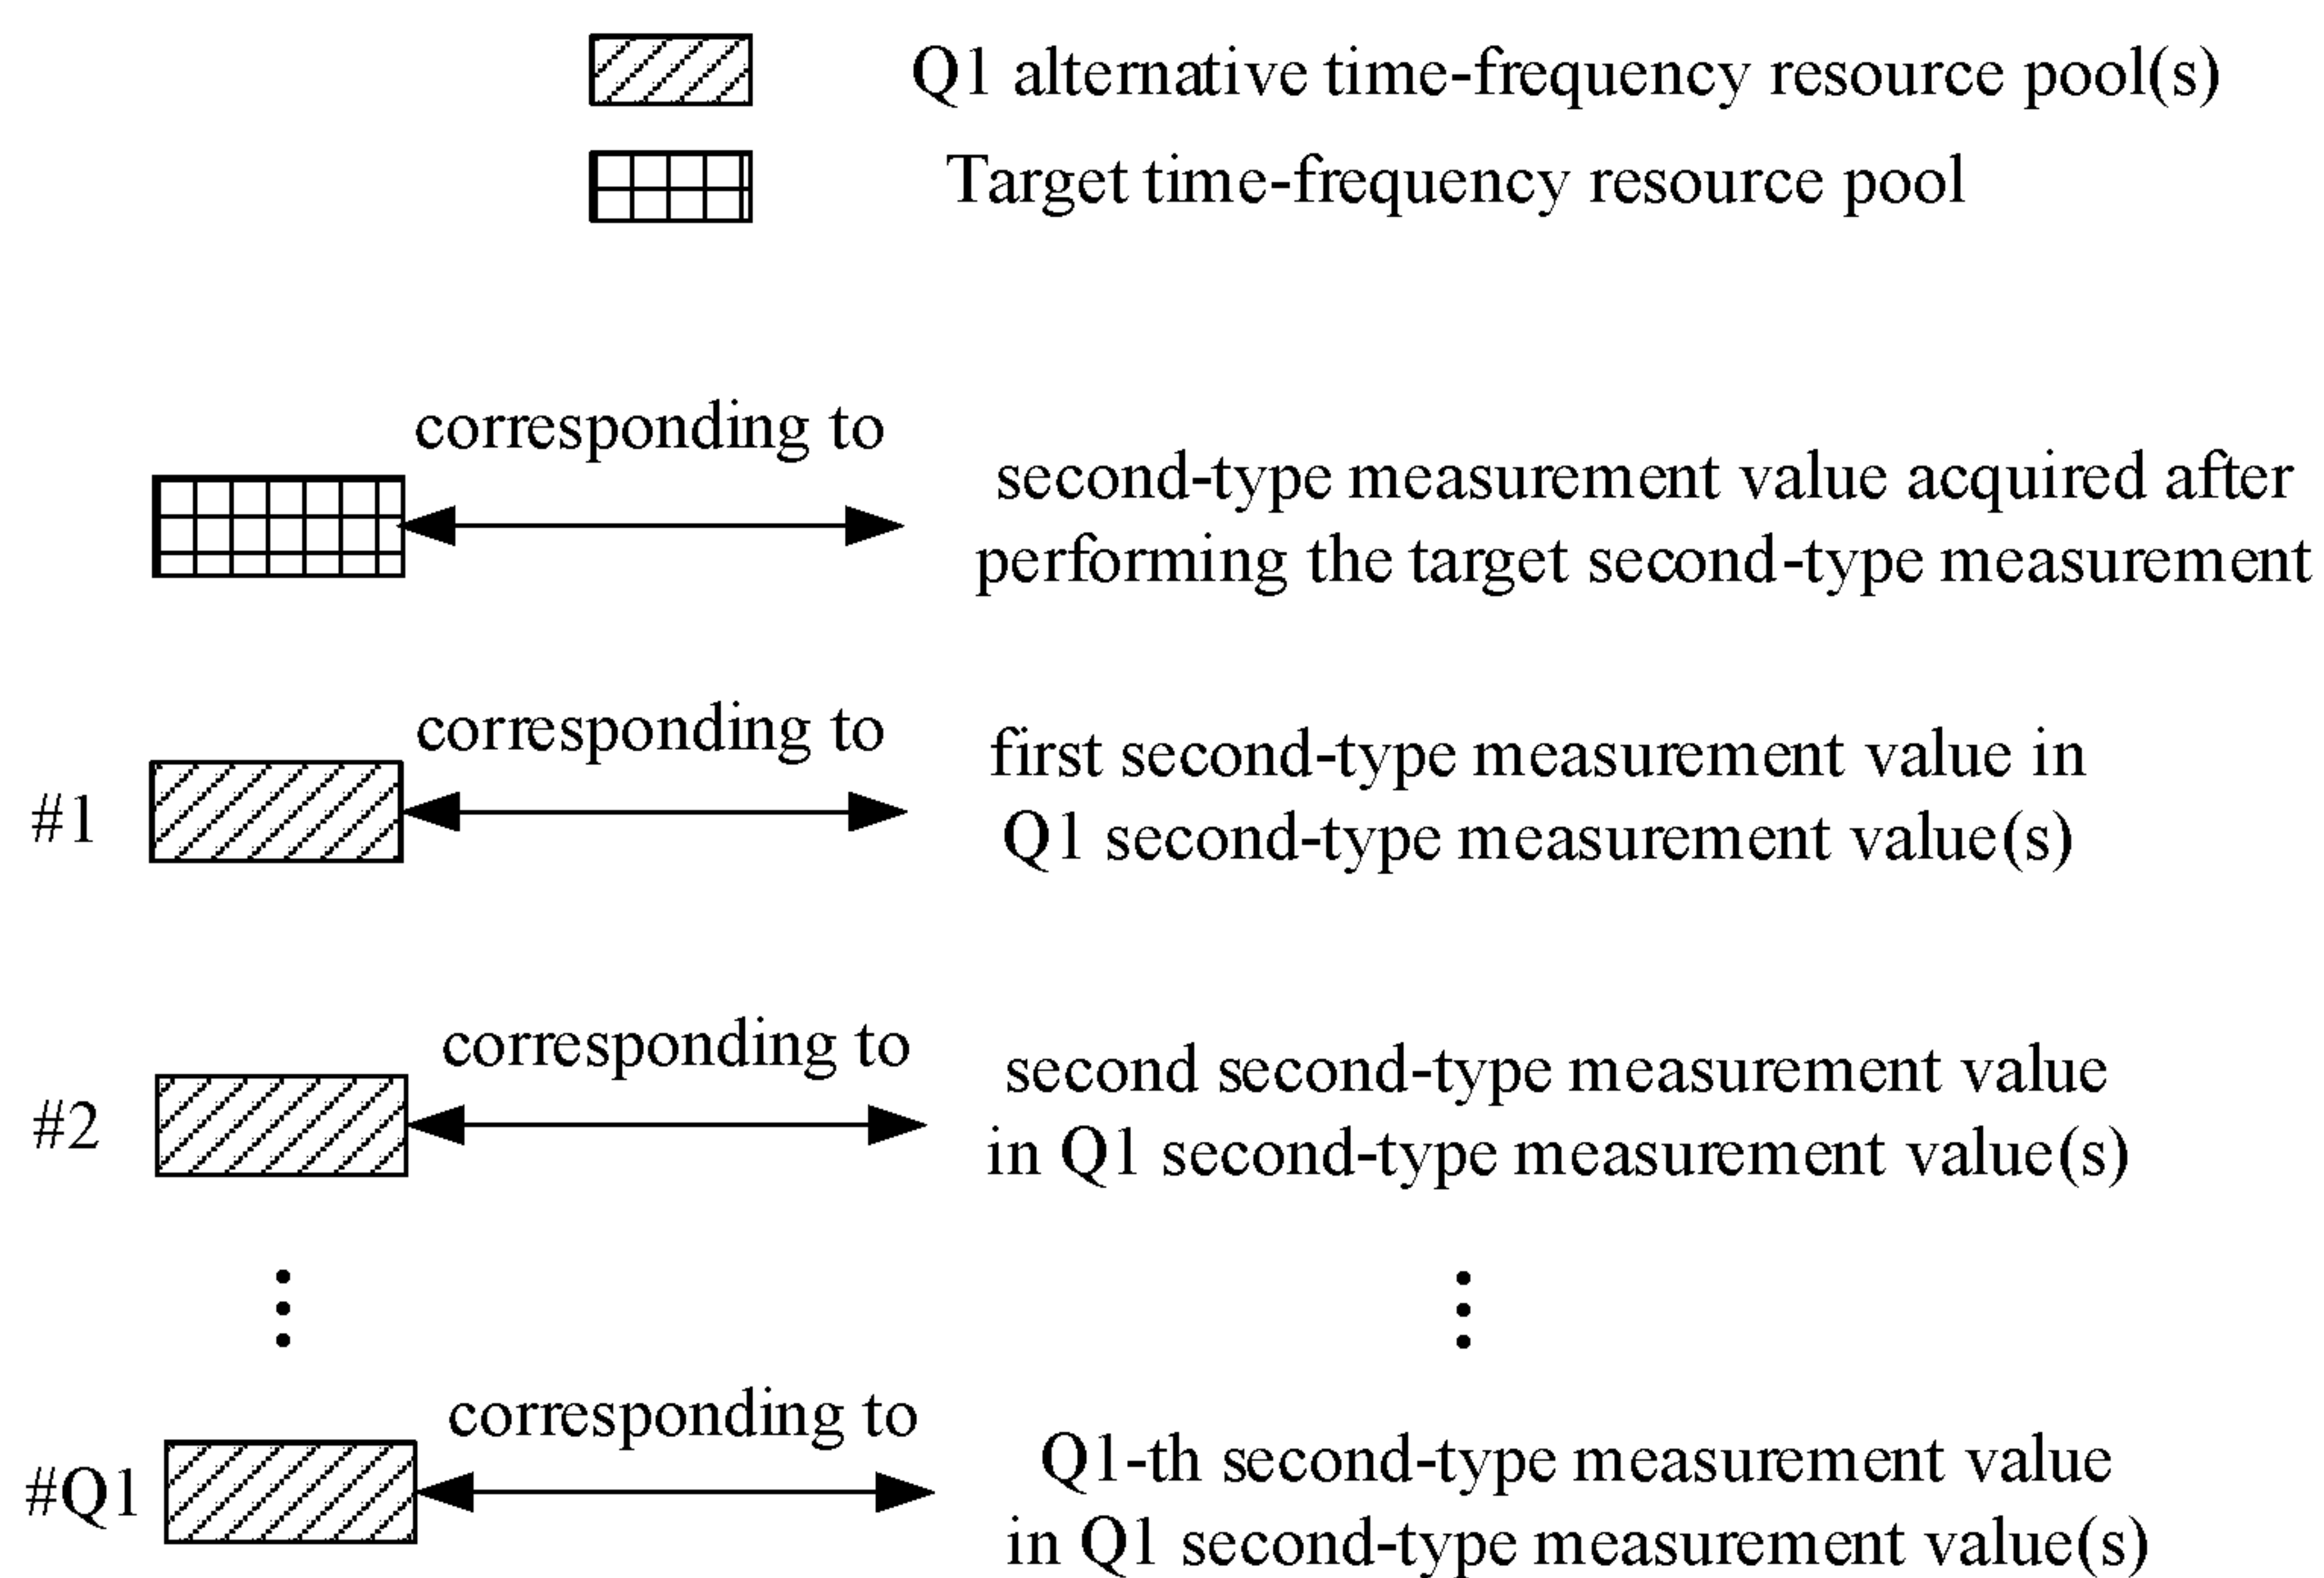 Q1 alternative time-frequency resource pool(s)
Target time-frequency resource pool
corresponding to
second-type measurement value acquired after
performing the target second-type measurement
corresponding to
#1
first second-type measurement value in
Q1 second-type measurement value(s)
corresponding to
#2
second second-type measurement value
in Q1 second-type measurement value(s)
corresponding to
#Q1
Q1-th second-type measurement value
in Q1 second-type measurement value(s)